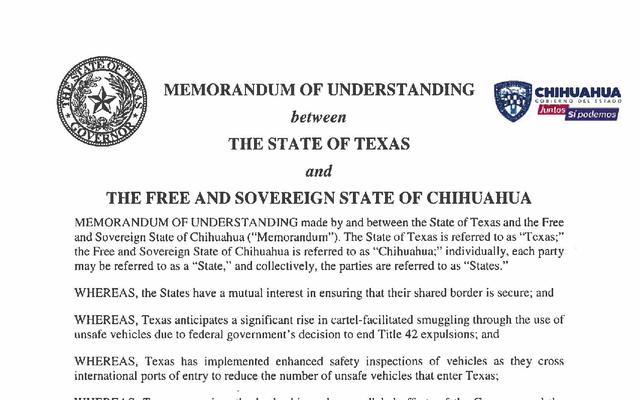 THE STATE OF TEXAS
GOVERNOR
MEMORANDUM OF UNDERSTANDING
between
THE STATE OF TEXAS
and
THE FREE AND SOVEREIGN STATE OF CHIHUAHUA
CHIHUAHUA
GOBIERNO DEL ESTADO
Juntos
Sí podemos
MEMORANDUM OF UNDERSTANDING made by and between the State of Texas and the Free
and Sovereign State of Chihuahua ("Memorandum"). The State of Texas is referred to as "Texas;"
the Free and Sovereign State of Chihuahua is referred to as "Chihuahua;" individually, each party
may be referred to as a "State," and collectively, the parties are referred to as "States."
WHEREAS, the States have a mutual interest in ensuring that their shared border is secure; and
WHEREAS, Texas anticipates a significant rise in cartel-facilitated smuggling through the use of
unsafe vehicles due to federal government's decision to end Title 42 expulsions; and
WHEREAS, Texas has implemented enhanced safety inspections of vehicles as they cross
international ports of entry to reduce the number of unsafe vehicles that enter Texas;